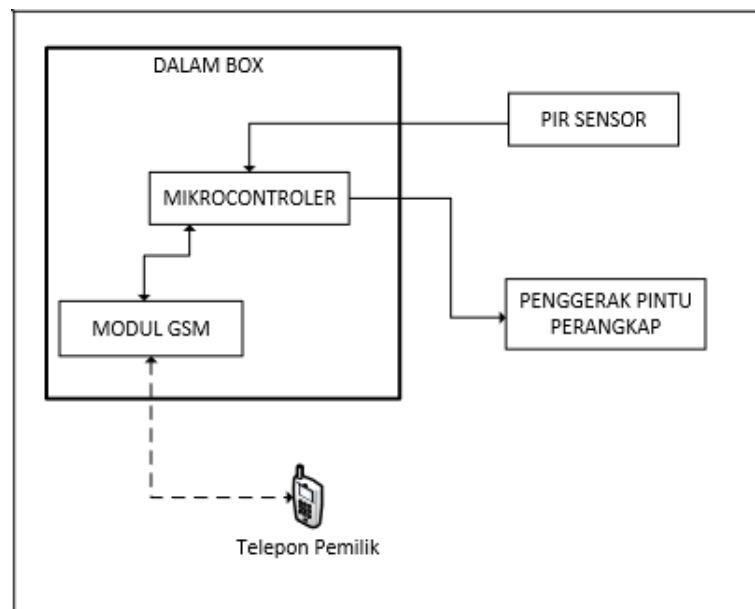 DALAM BOX
PIR SENSOR
MIKROCONTROLER
PENGGERAK PINTU
PERANGKAP
MODUL GSM
Telepon Pemilik